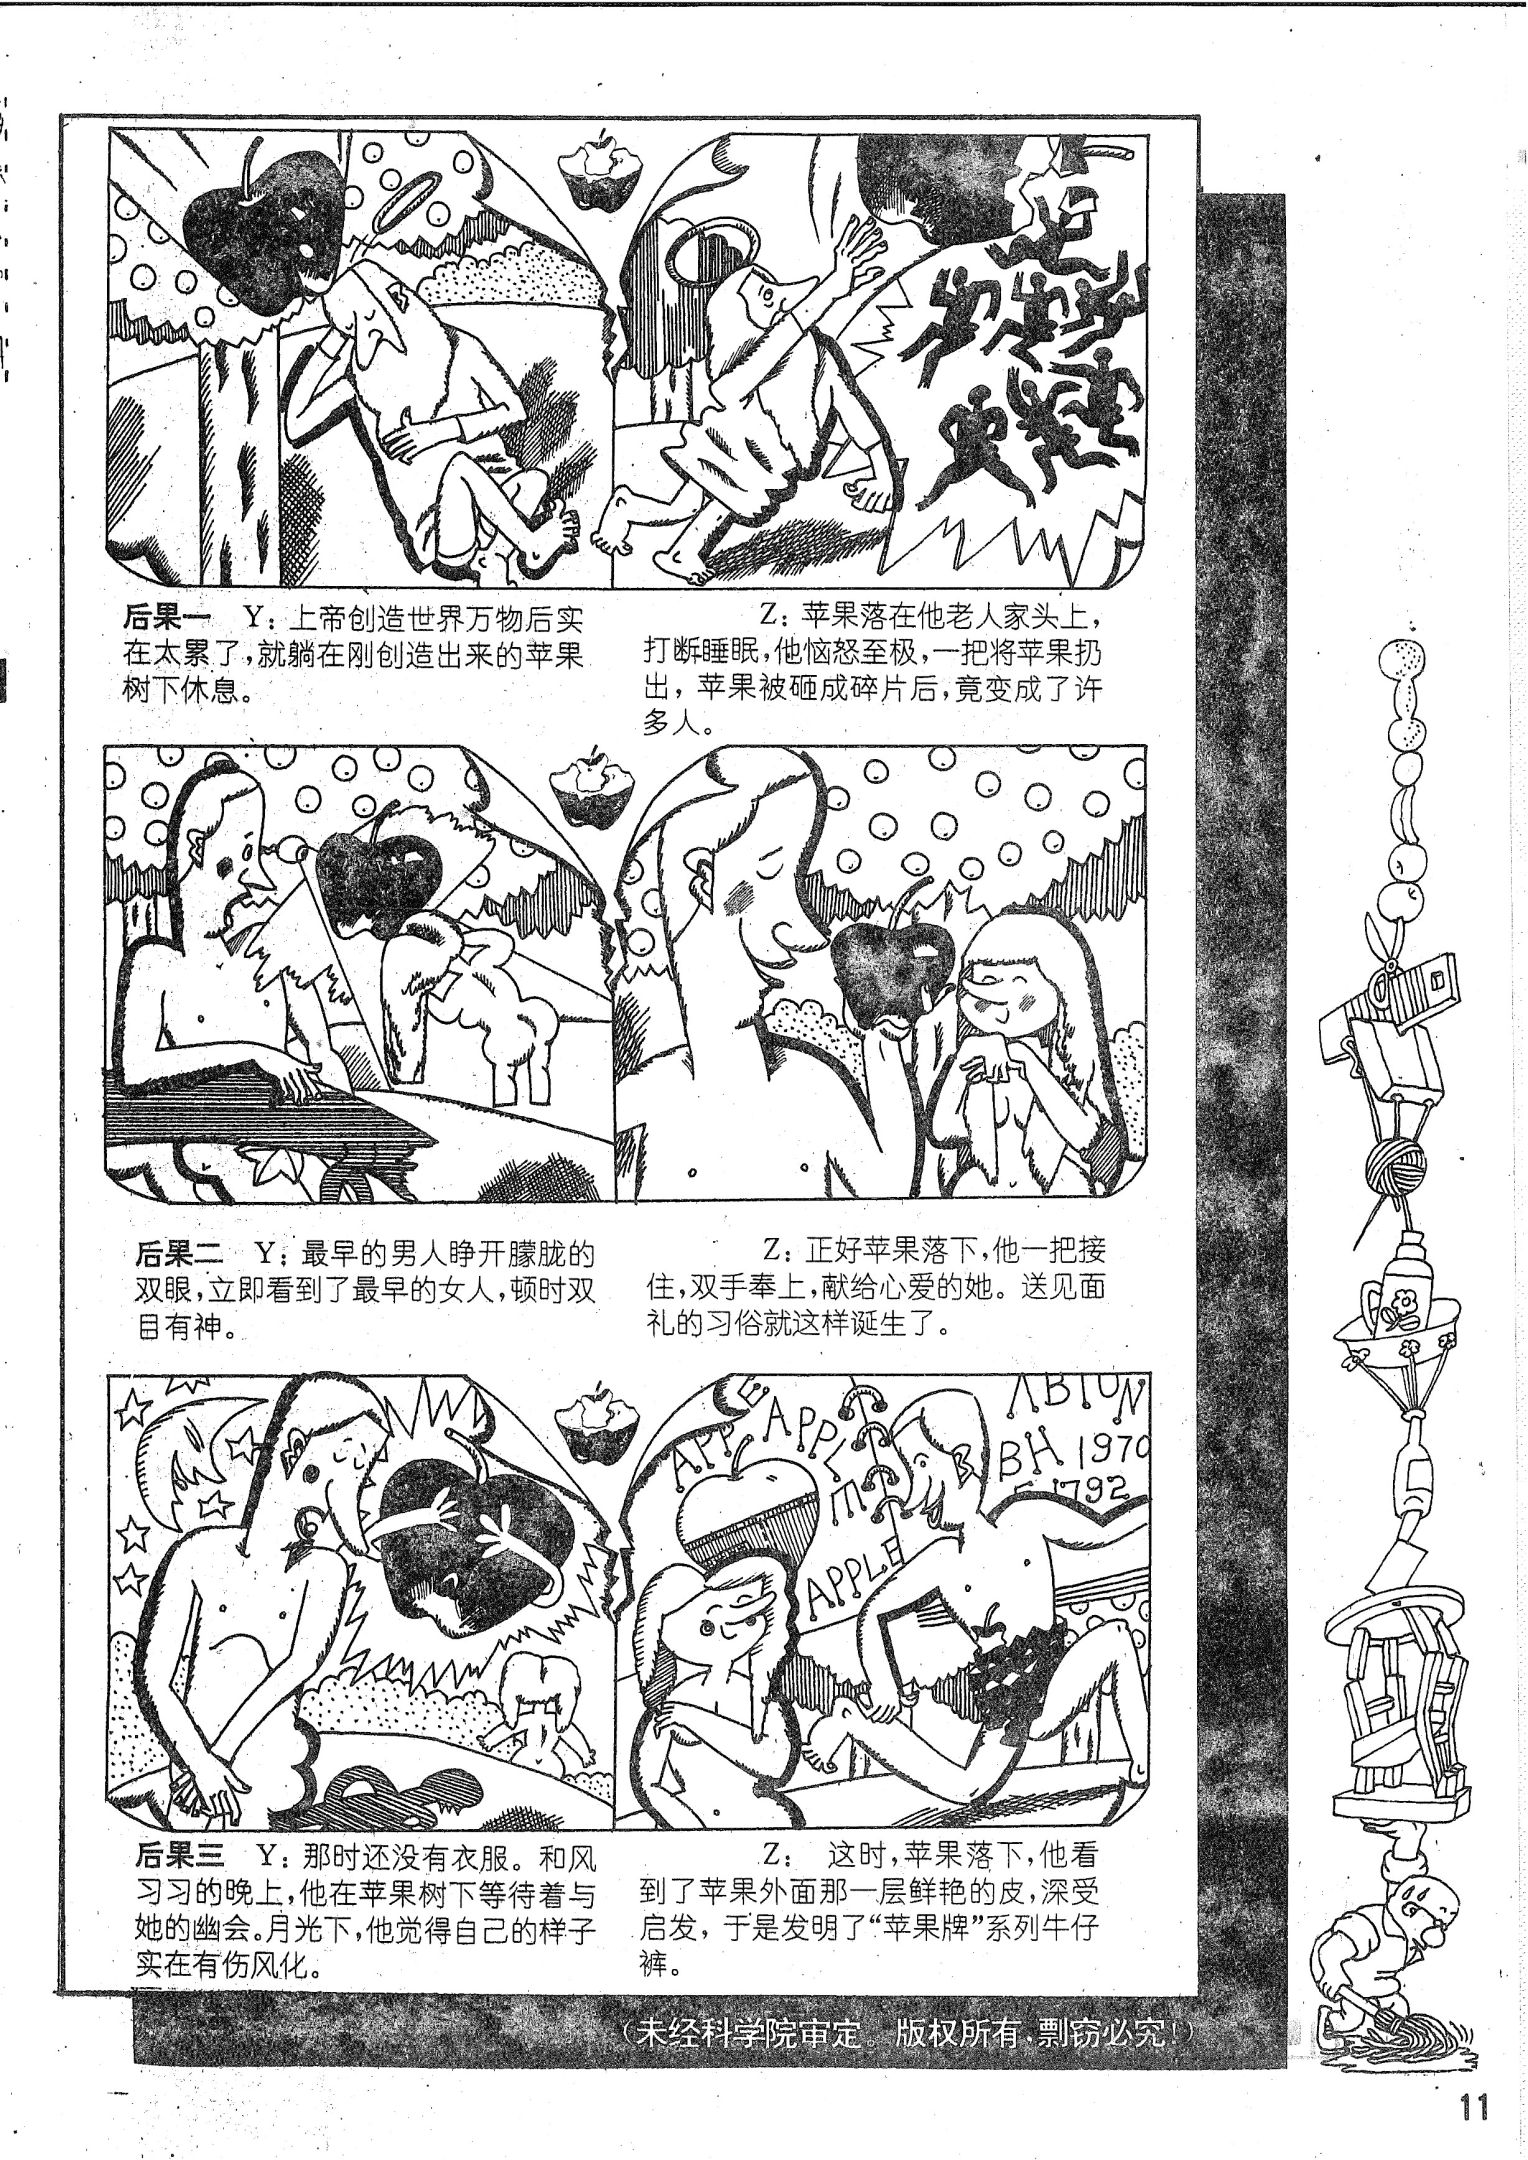 后果一　Y：上帝创造世界万物后实
在太累了，就躺在刚创造出来的苹果
树下休息。
Z：苹果落在他老人家头上，
打断睡眠，他恼怒至极，一把将苹果扔
出，苹果被砸成碎片后，竟变成了许
多人。
后果二　Y：最早的男人睁开朦胧的
双眼，立即看到了最早的女人，顿时双
目有神。
Z：正好苹果落下，他一把接
住，双手奉上，献给心爱的她。送见面
礼的习俗就这样诞生了。
APPLE
APPLE
APPLE
BH 1970
1792
后果三　Y：那时还没有衣服。和风
习习的晚上，他在苹果树下等待着与
她的幽会。月光下，他觉得自己的样子
实在有伤风化。
Z：　这时，苹果落下，他看
到了苹果外面那一层鲜艳的皮，深受
启发，于是发明了“苹果牌”系列牛仔
裤。
（未经科学院审定。版权所有，剽窃必究！）
11